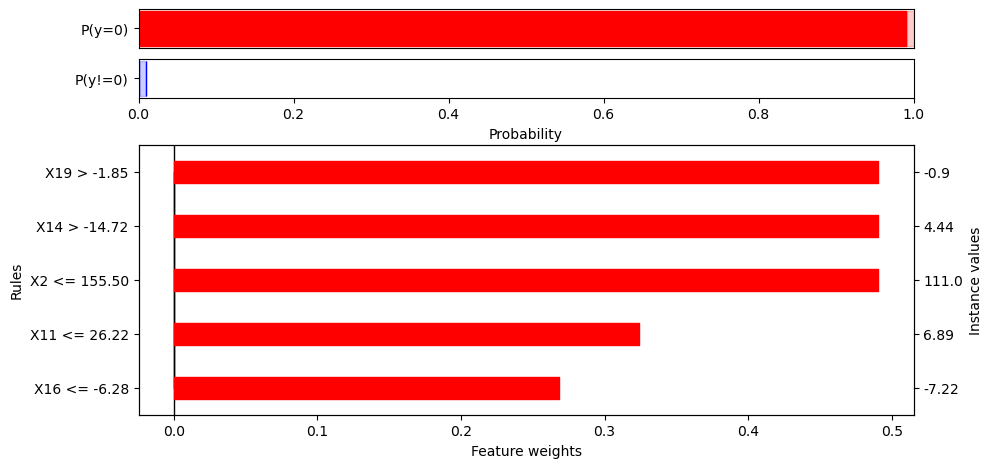 P(y=0)
P(y!=0)
0.0 0.2 0.4 0.6 0.8 1.0
Probability
X19 > -1.85 -0.9
X14 > -14.72 4.44
X2 <= 155.50 111.0
X11 <= 26.22 6.89
X16 <= -6.28 -7.22
Rules
Instance values
0.0 0.1 0.2 0.3 0.4 0.5
Feature weights